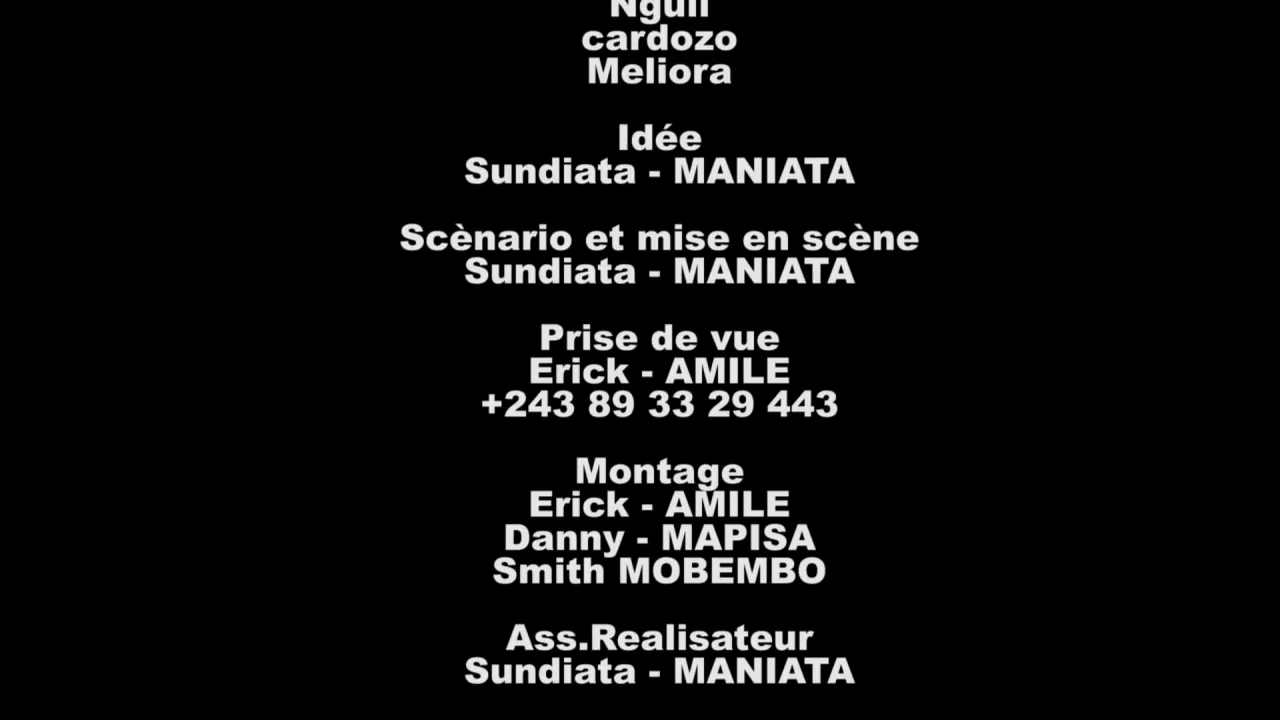 cardozo
Meliora
Idée
Sundiata - MANIATA
Scènario et mise en scène
Sundiata - MANIATA
Prise de vue
Erick - AMILE
+243 89 33 29 443
Montage
Erick - AMILE
Danny - MAPISA
Smith MOBEMBO
Ass.Realisateur
Sundiata - MANIATA